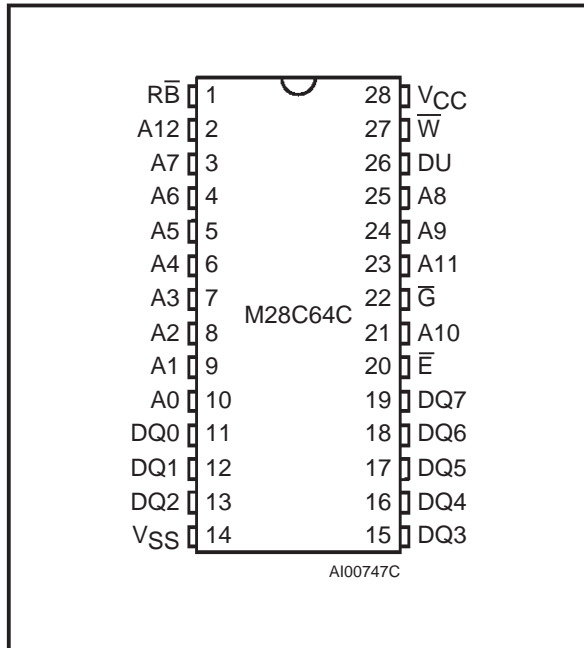 RB̅ 1 28 VCC
A12 2 27 W̅
A7 3 26 DU
A6 4 25 A8
A5 5 24 A9
A4 6 23 A11
A3 7 22 G̅
M28C64C
A2 8 21 A10
A1 9 20 E̅
A0 10 19 DQ7
DQ0 11 18 DQ6
DQ1 12 17 DQ5
DQ2 13 16 DQ4
VSS 14 15 DQ3
AI00747C